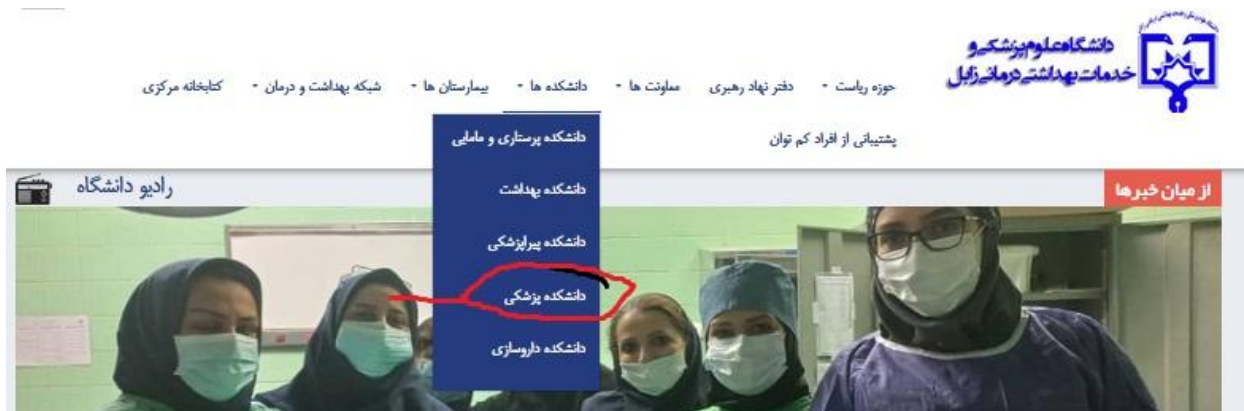 دانشگاه علوم پزشکی و
خدمات بهداشتی درمانی زابل
حوزه ریاست
دفتر نهاد رهبری
معاونت ها
دانشکده ها
بیمارستان ها
شبکه بهداشت و درمان
کتابخانه مرکزی
پشتیبانی از افراد کم توان
دانشکده پرستاری و مامایی
دانشکده بهداشت
دانشکده پیراپزشکی
دانشکده پزشکی
دانشکده داروسازی
از میان خبرها
رادیو دانشگاه